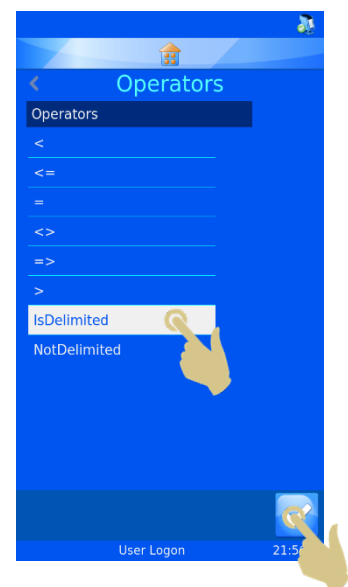 Operators
Operators
<
<=
=
<>
=>
>
IsDelimited
NotDelimited
User Logon